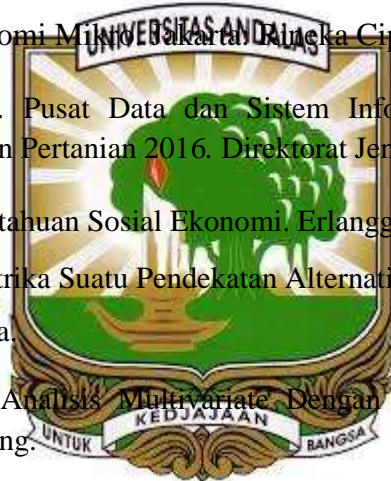 omi Mikro. Jakarta. Rineka Cip
UNIVERSITAS ANDALAS
. Pusat Data dan Sistem Info
n Pertanian 2016. Direktorat Jen
tahuan Sosial Ekonomi. Erlangg
trika Suatu Pendekatan Alternati
a.
Analisis Multivariate Dengan
KEDJAJAAN
UNTUK BANGSA
ng.